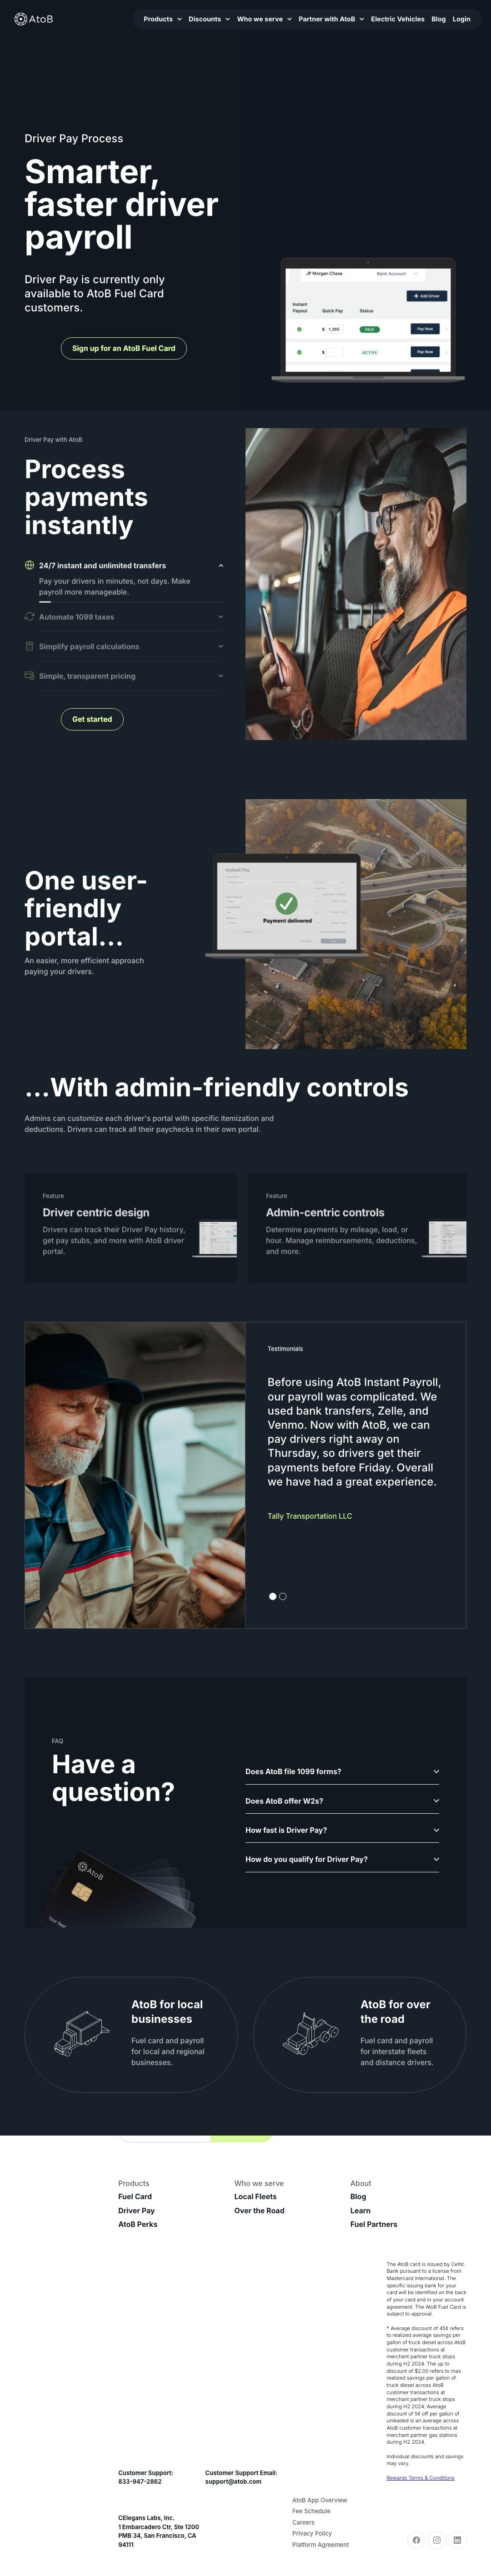 AtoB
Products
Discounts
Who we serve
Partner with AtoB
Electric Vehicles
Blog
Login
Driver Pay Process
Smarter,
faster driver
payroll
Driver Pay is currently only
available to AtoB Fuel Card
customers.
Sign up for an AtoB Fuel Card
JP Morgan Chase
Bank Account
Add Driver
Instant
Payout
Quick Pay
Status
$ 1,365
PAID
Pay Now
$
ACTIVE
Pay Now
Driver Pay with AtoB
Process
payments
instantly
24/7 instant and unlimited transfers
Pay your drivers in minutes, not days. Make
payroll more manageable.
Automate 1099 taxes
Simplify payroll calculations
Simple, transparent pricing
Get started
One user-
friendly
portal...
An easier, more efficient approach
paying your drivers.
Instant Pay
Payment delivered
...With admin-friendly controls
Admins can customize each driver's portal with specific itemization and
deductions. Drivers can track all their paychecks in their own portal.
Feature
Driver centric design
Drivers can track their Driver Pay history,
get pay stubs, and more with AtoB driver
portal.
Feature
Admin-centric controls
Determine payments by mileage, load, or
hour. Manage reimbursements, deductions,
and more.
Testimonials
Before using AtoB Instant Payroll,
our payroll was complicated. We
used bank transfers, Zelle, and
Venmo. Now with AtoB, we can
pay drivers right away on
Thursday, so drivers get their
payments before Friday. Overall
we have had a great experience.
Tally Transportation LLC
FAQ
Have a
question?
AtoB
Does AtoB file 1099 forms?
Does AtoB offer W2s?
How fast is Driver Pay?
How do you qualify for Driver Pay?
AtoB for local
businesses
Fuel card and payroll
for local and regional
businesses.
AtoB for over
the road
Fuel card and payroll
for interstate fleets
and distance drivers.
Products
Fuel Card
Driver Pay
AtoB Perks
Who we serve
Local Fleets
Over the Road
About
Blog
Learn
Fuel Partners
The AtoB card is issued by Celtic
Bank pursuant to a license from
Mastercard International. The
specific issuing bank for your
card will be identified on the back
of your card and in your account
agreement. The AtoB Fuel Card is
subject to approval.
* Average discount of 45¢ refers
to realized average savings per
gallon of truck diesel across AtoB
customer transactions at
merchant partner truck stops
during H2 2024. The up to
discount of $2.00 refers to max
realized savings per gallon of
truck diesel across AtoB
customer transactions at
merchant partner truck stops
during H2 2024. Average
discount of 5¢ off per gallon of
unleaded is an average across
AtoB customer transactions at
merchant partner gas stations
during H2 2024.
Individual discounts and savings
may vary.
Rewards Terms & Conditions
Customer Support:
833-947-2862
Customer Support Email:
support@atob.com
CElegans Labs, Inc.
1 Embarcadero Ctr, Ste 1200
PMB 34, San Francisco, CA
94111
AtoB App Overview
Fee Schedule
Careers
Privacy Policy
Platform Agreement